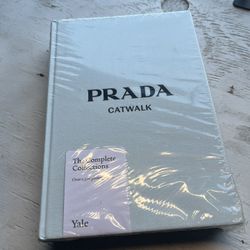 PRADA
CATWALK
The Complete
Collections
Yale